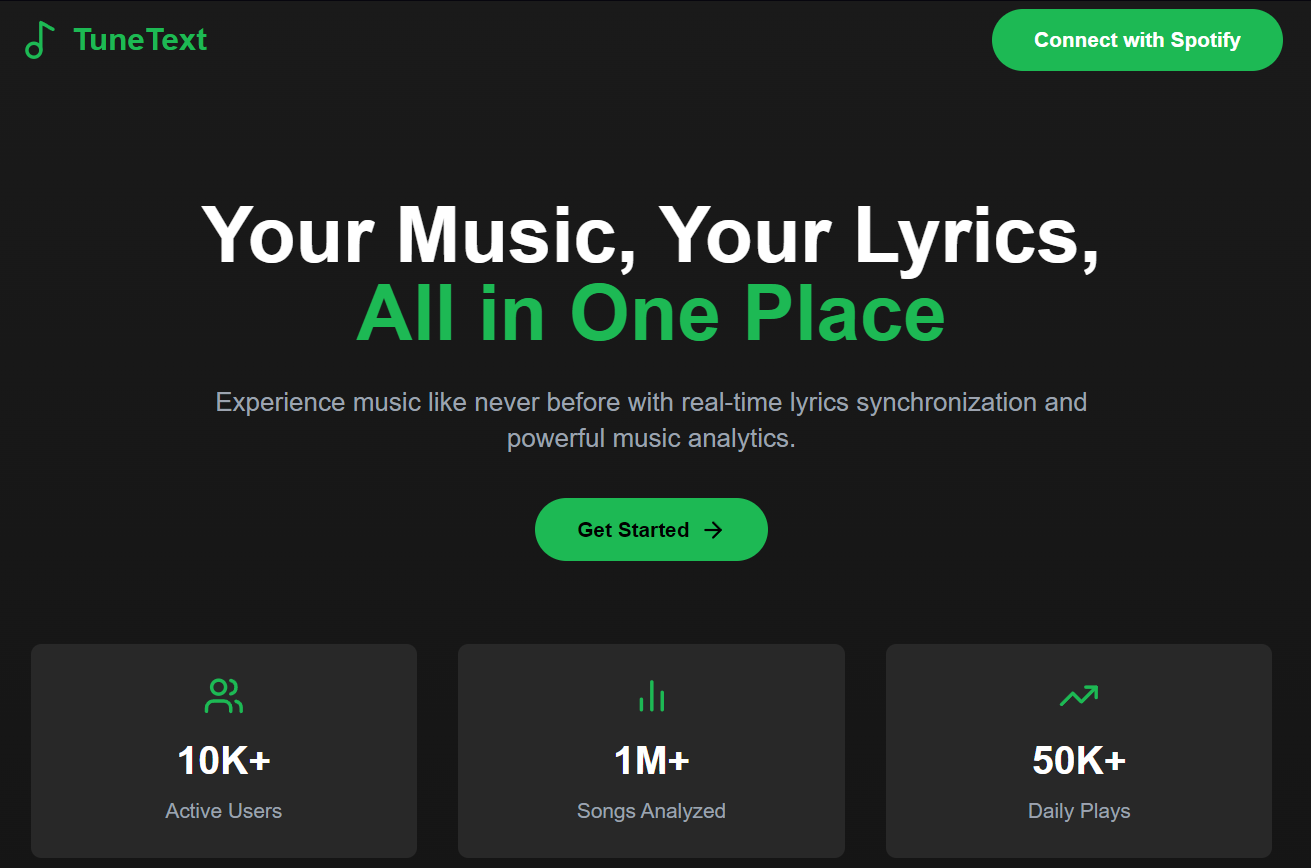 TuneText
Connect with Spotify
Your Music, Your Lyrics,
All in One Place
Experience music like never before with real-time lyrics synchronization and
powerful music analytics.
Get Started
10K+
Active Users
1M+
Songs Analyzed
50K+
Daily Plays